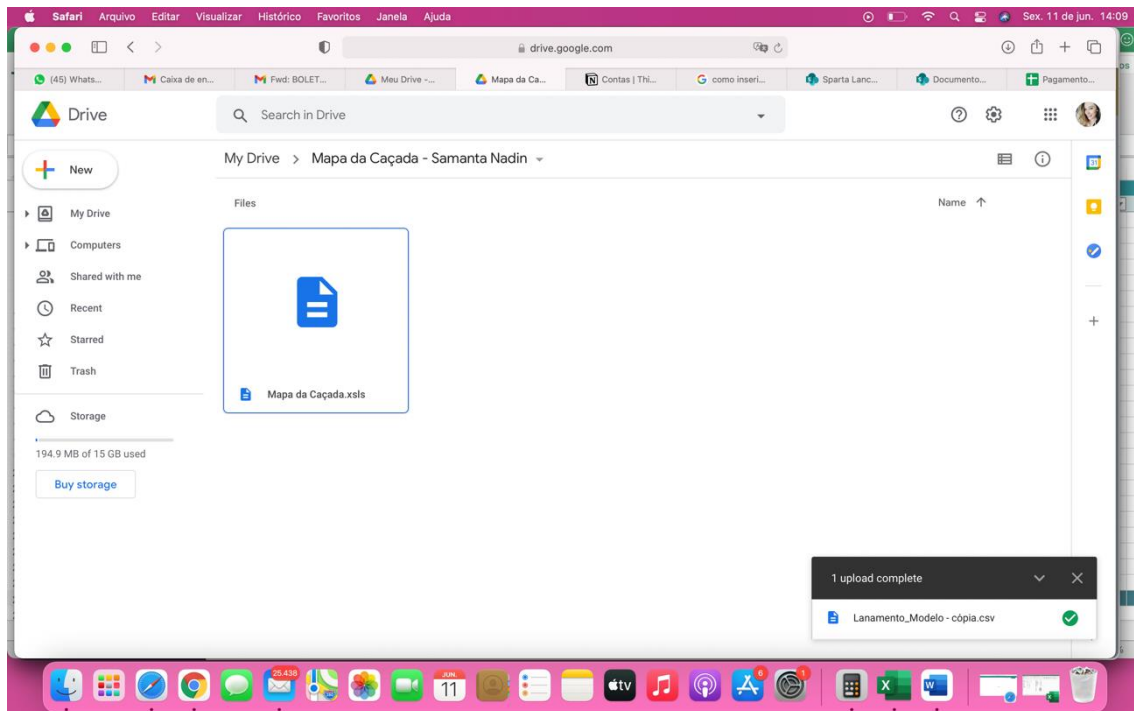 Safari Arquivo Editar Visualizar Histórico Favoritos Janela Ajuda Sex. 11 de jun. 14:09
drive.google.com
(45) Whats... Caixa de en... Fwd: BOLET... Meu Drive -... Mapa da Ca... Contas | Thi... como inseri... Sparta Lanc... Documento... Pagamento...
Drive
Search in Drive
New
My Drive > Mapa da Caçada - Samanta Nadin
31
My Drive
Files
Name
Computers
Shared with me
Recent
Starred
Trash
Mapa da Caçada.xsls
Storage
194.9 MB of 15 GB used
Buy storage
1 upload complete
Lanamento_Modelo - cópia.csv
25.438
JUN.
11
tv
6
1